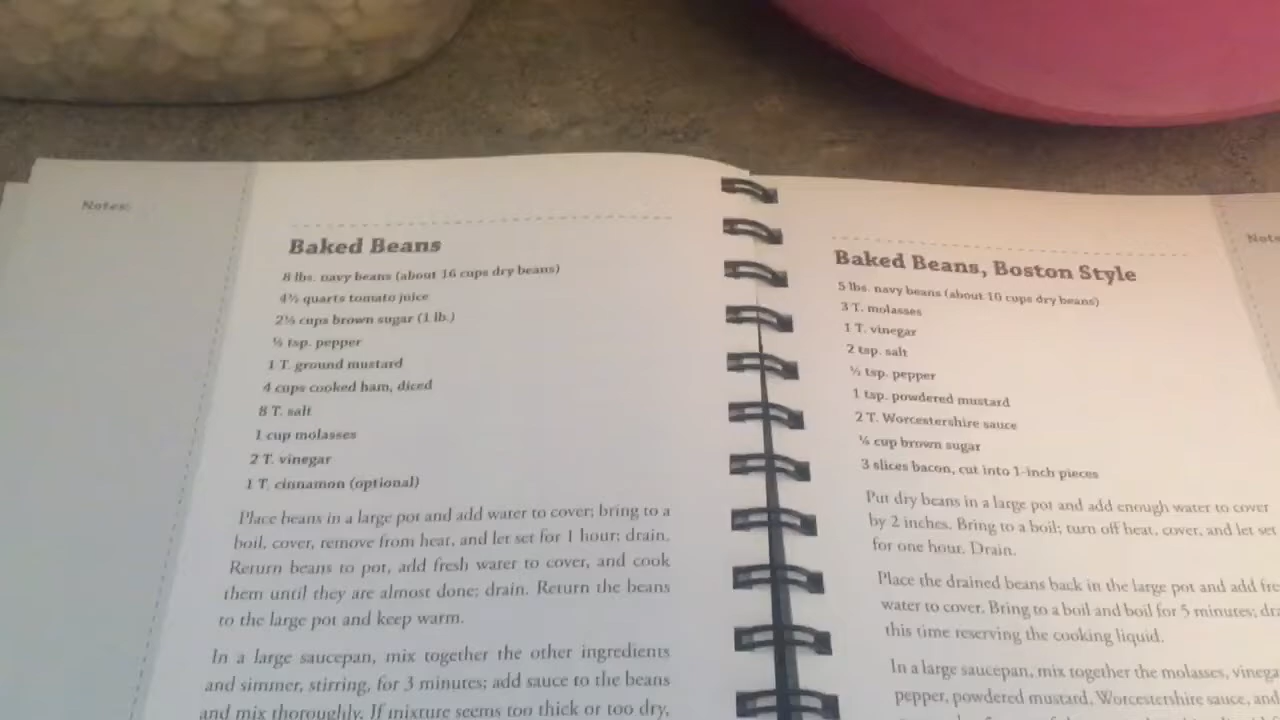 Notes:
Baked Beans
8 lbs. navy beans (about 16 cups dry beans)
4½ quarts tomato juice
2¼ cups brown sugar (1 lb.)
½ tsp. pepper
1 T. ground mustard
4 cups cooked ham, diced
8 T. salt
1 cup molasses
2 T. vinegar
1 T. cinnamon (optional)
Place beans in a large pot and add water to cover; bring to a
boil, cover, remove from heat, and let set for 1 hour; drain.
Return beans to pot, add fresh water to cover, and cook
them until they are almost done; drain. Return the beans
to the large pot and keep warm.
In a large saucepan, mix together the other ingredients
and simmer, stirring, for 3 minutes; add sauce to the beans
and mix thoroughly. If mixture seems too thick or too dry,
Baked Beans, Boston Style
5 lbs. navy beans (about 10 cups dry beans)
3 T. molasses
1 T. vinegar
2 tsp. salt
½ tsp. pepper
1 tsp. powdered mustard
2 T. Worcestershire sauce
cup brown sugar
3 slices bacon, cut into 1-inch pieces
Put dry beans in a large pot and add enough water to cover
by 2 inches. Bring to a boil; turn off heat, cover, and let set
for one hour. Drain.
Place the drained beans back in the large pot and add fre
water to cover. Bring to a boil and boil for 5 minutes; dra
this time reserving the cooking liquid.
In a large saucepan, mix together the molasses, vinega
pepper, powdered mustard, Worcestershire sauce, and
Note